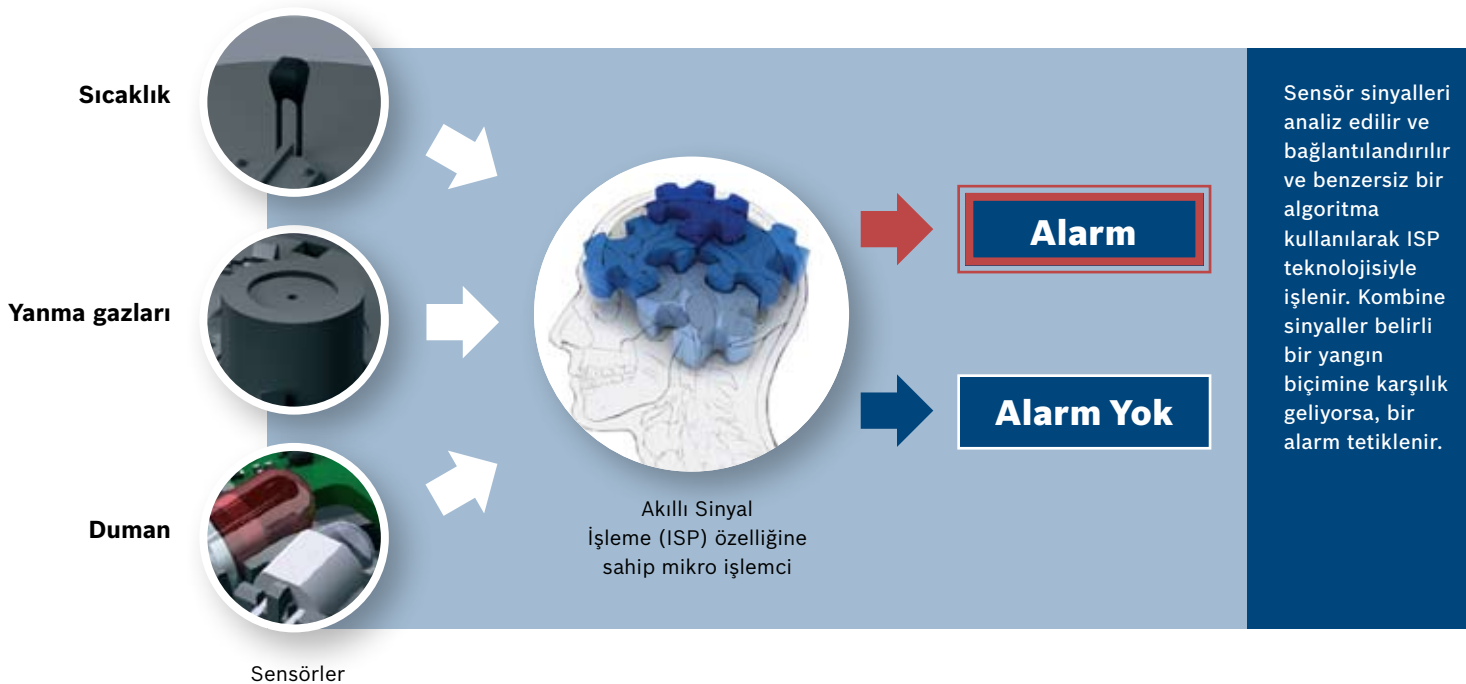 Sıcaklık
Yanma gazları
Duman
Sensörler
Akıllı Sinyal
İşleme (ISP) özelliğine
sahip mikro işlemci
Alarm
Alarm Yok
Sensör sinyalleri
analiz edilir ve
bağlantılandırılır
ve benzersiz bir
algoritma
kullanılarak ISP
teknolojisiyle
işlenir. Kombine
sinyaller belirli
bir yangın
biçimine karşılık
geliyorsa, bir
alarm tetiklenir.